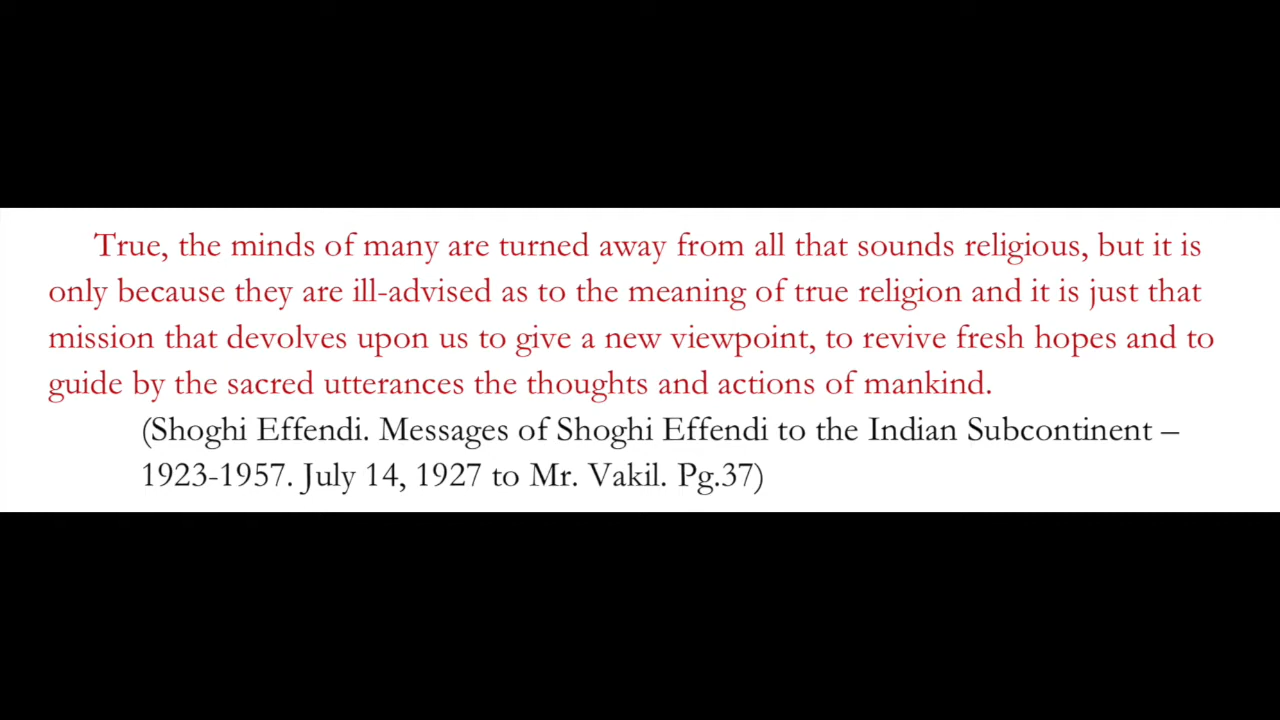 True, the minds of many are turned away from all that sounds religious, but it is
only because they are ill-advised as to the meaning of true religion and it is just that
mission that devolves upon us to give a new viewpoint, to revive fresh hopes and to
guide by the sacred utterances the thoughts and actions of mankind.
(Shoghi Effendi. Messages of Shoghi Effendi to the Indian Subcontinent –
1923-1957. July 14, 1927 to Mr. Vakil. Pg.37)